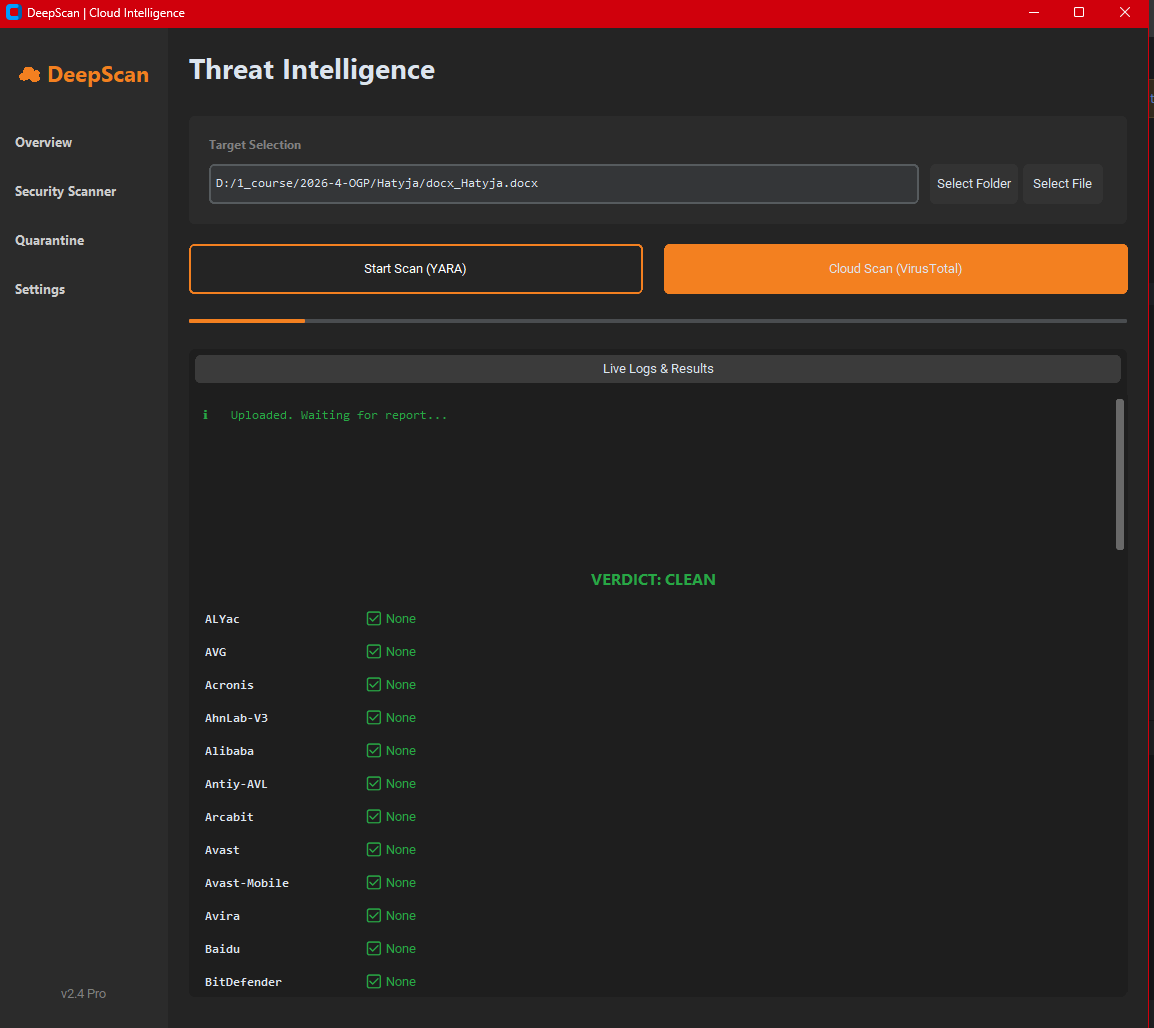 DeepScan | Cloud Intelligence
DeepScan
Overview
Security Scanner
Quarantine
Settings
v2.4 Pro
Threat Intelligence
Target Selection
D:/1_course/2026-4-OGP/Hatyja/docx_Hatyja.docx
Select Folder
Select File
Start Scan (YARA)
Cloud Scan (VirusTotal)
Live Logs & Results
i Uploaded. Waiting for report...
VERDICT: CLEAN
ALYac None
AVG None
Acronis None
AhnLab-V3 None
Alibaba None
Antiy-AVL None
Arcabit None
Avast None
Avast-Mobile None
Avira None
Baidu None
BitDefender None